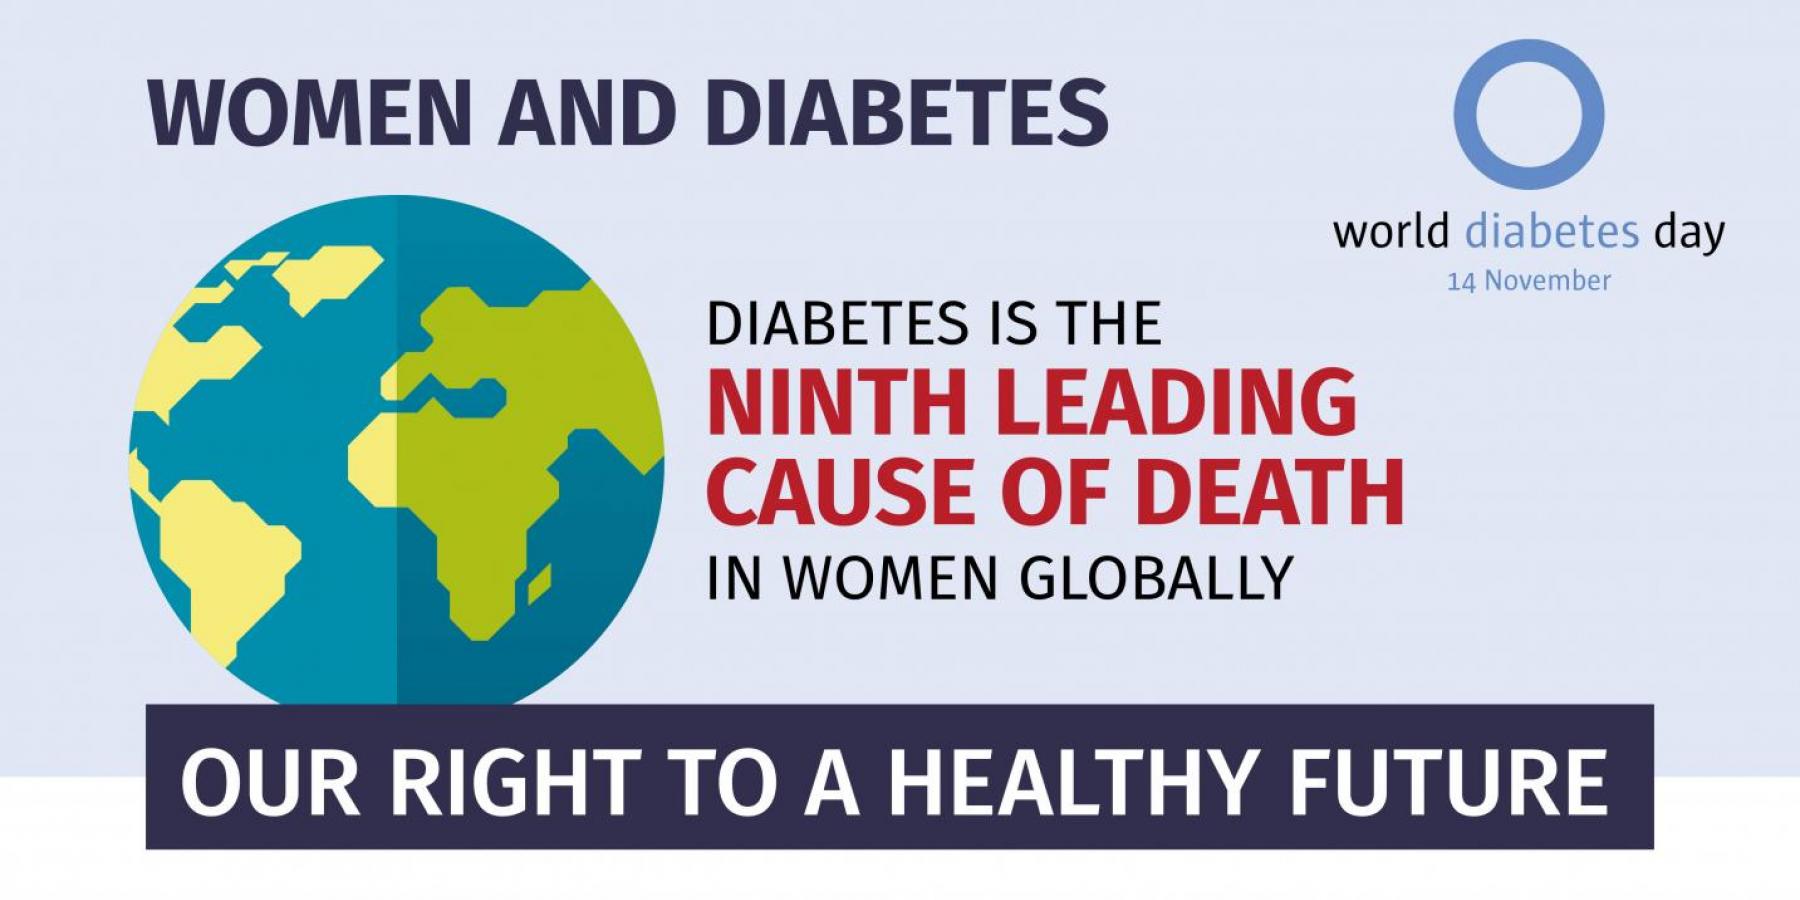 WOMEN AND DIABETES
world diabetes day
14 November
DIABETES IS THE
NINTH LEADING
CAUSE OF DEATH
IN WOMEN GLOBALLY
OUR RIGHT TO A HEALTHY FUTURE